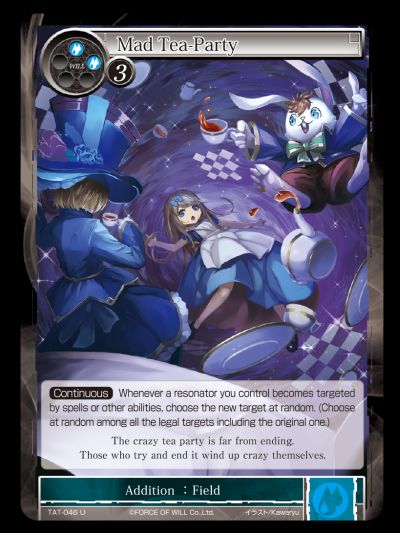 Mad Tea-Party
WILL
3
Continuous Whenever a resonator you control becomes targeted
by spells or other abilities, choose the new target at random. (Choose
at random among all the legal targets including the original one.)
The crazy tea party is far from ending.
Those who try and end it wind up crazy themselves.
Addition : Field
TAT-046 U ©FORCE OF WILL Co.,Ltd. イラスト/Kawaryu